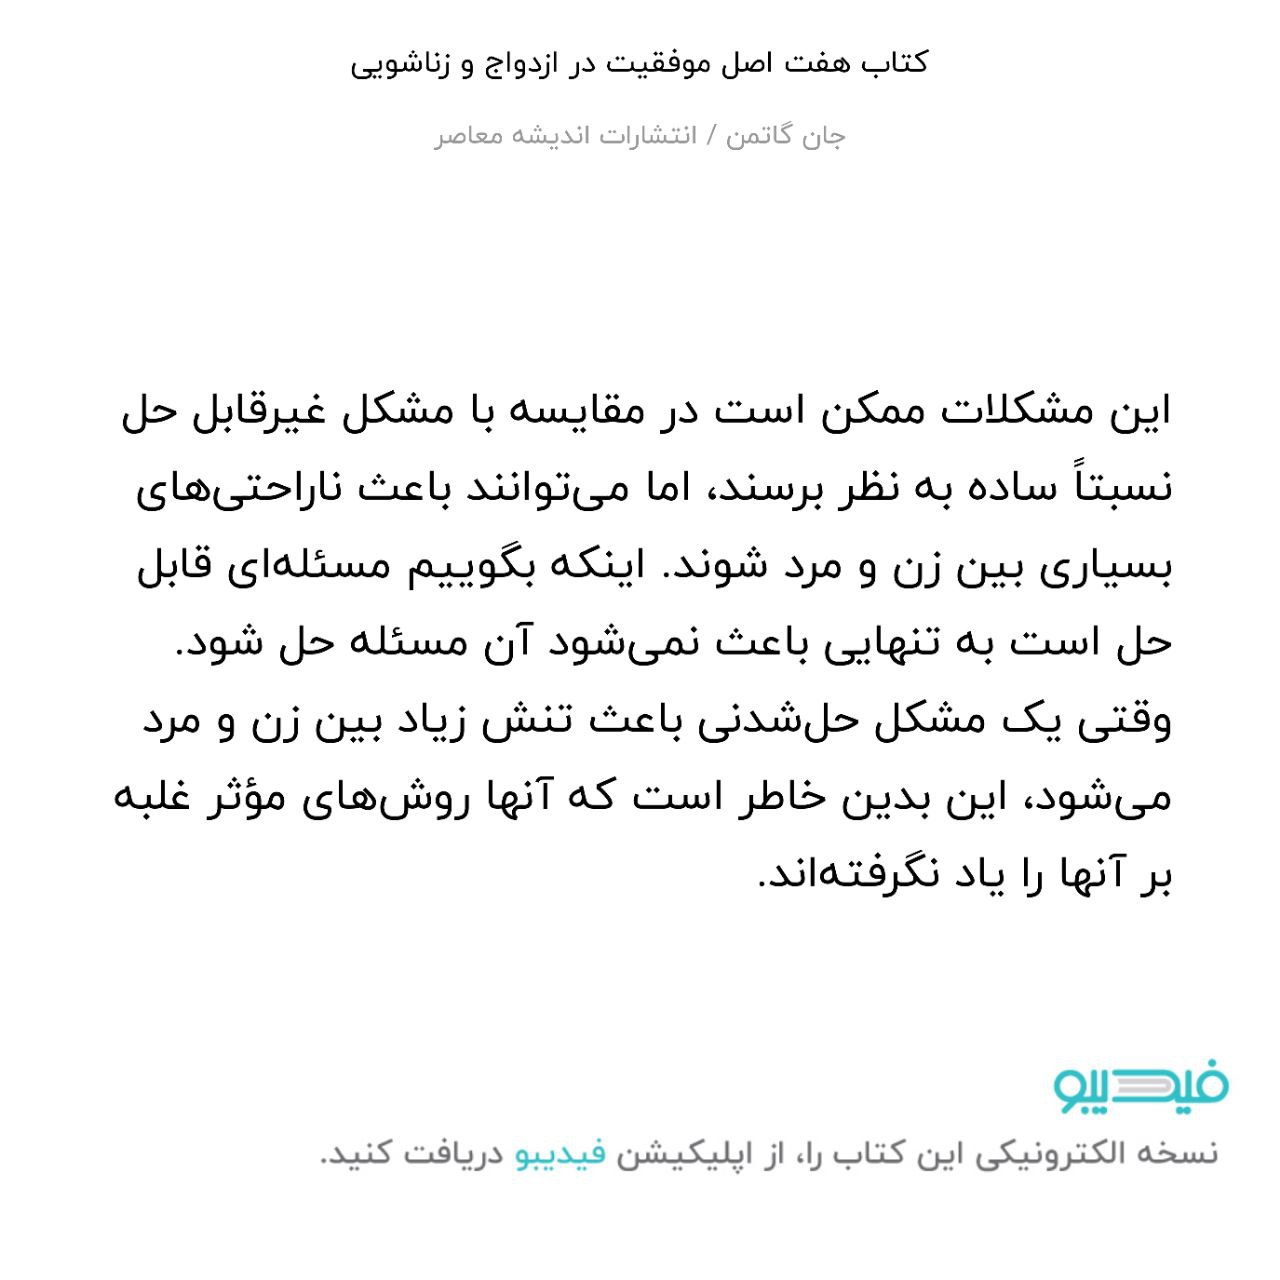 کتاب هفت اصل موفقیت در ازدواج و زناشویی
جان گاتمن / انتشارات اندیشه معاصر
این مشکلات ممکن است در مقایسه با مشکل غیرقابل حل
نسبتاً ساده به نظر برسند، اما می‌توانند باعث ناراحتی‌های
بسیاری بین زن و مرد شوند. اینکه بگوییم مسئله‌ای قابل
حل است به تنهایی باعث نمی‌شود آن مسئله حل شود.
وقتی یک مشکل حل‌شدنی باعث تنش زیاد بین زن و مرد
می‌شود، این بدین خاطر است که آنها روش‌های مؤثر غلبه
بر آنها را یاد نگرفته‌اند.
فیدیبو
نسخه الکترونیکی این کتاب را، از اپلیکیشن فیدیبو دریافت کنید.